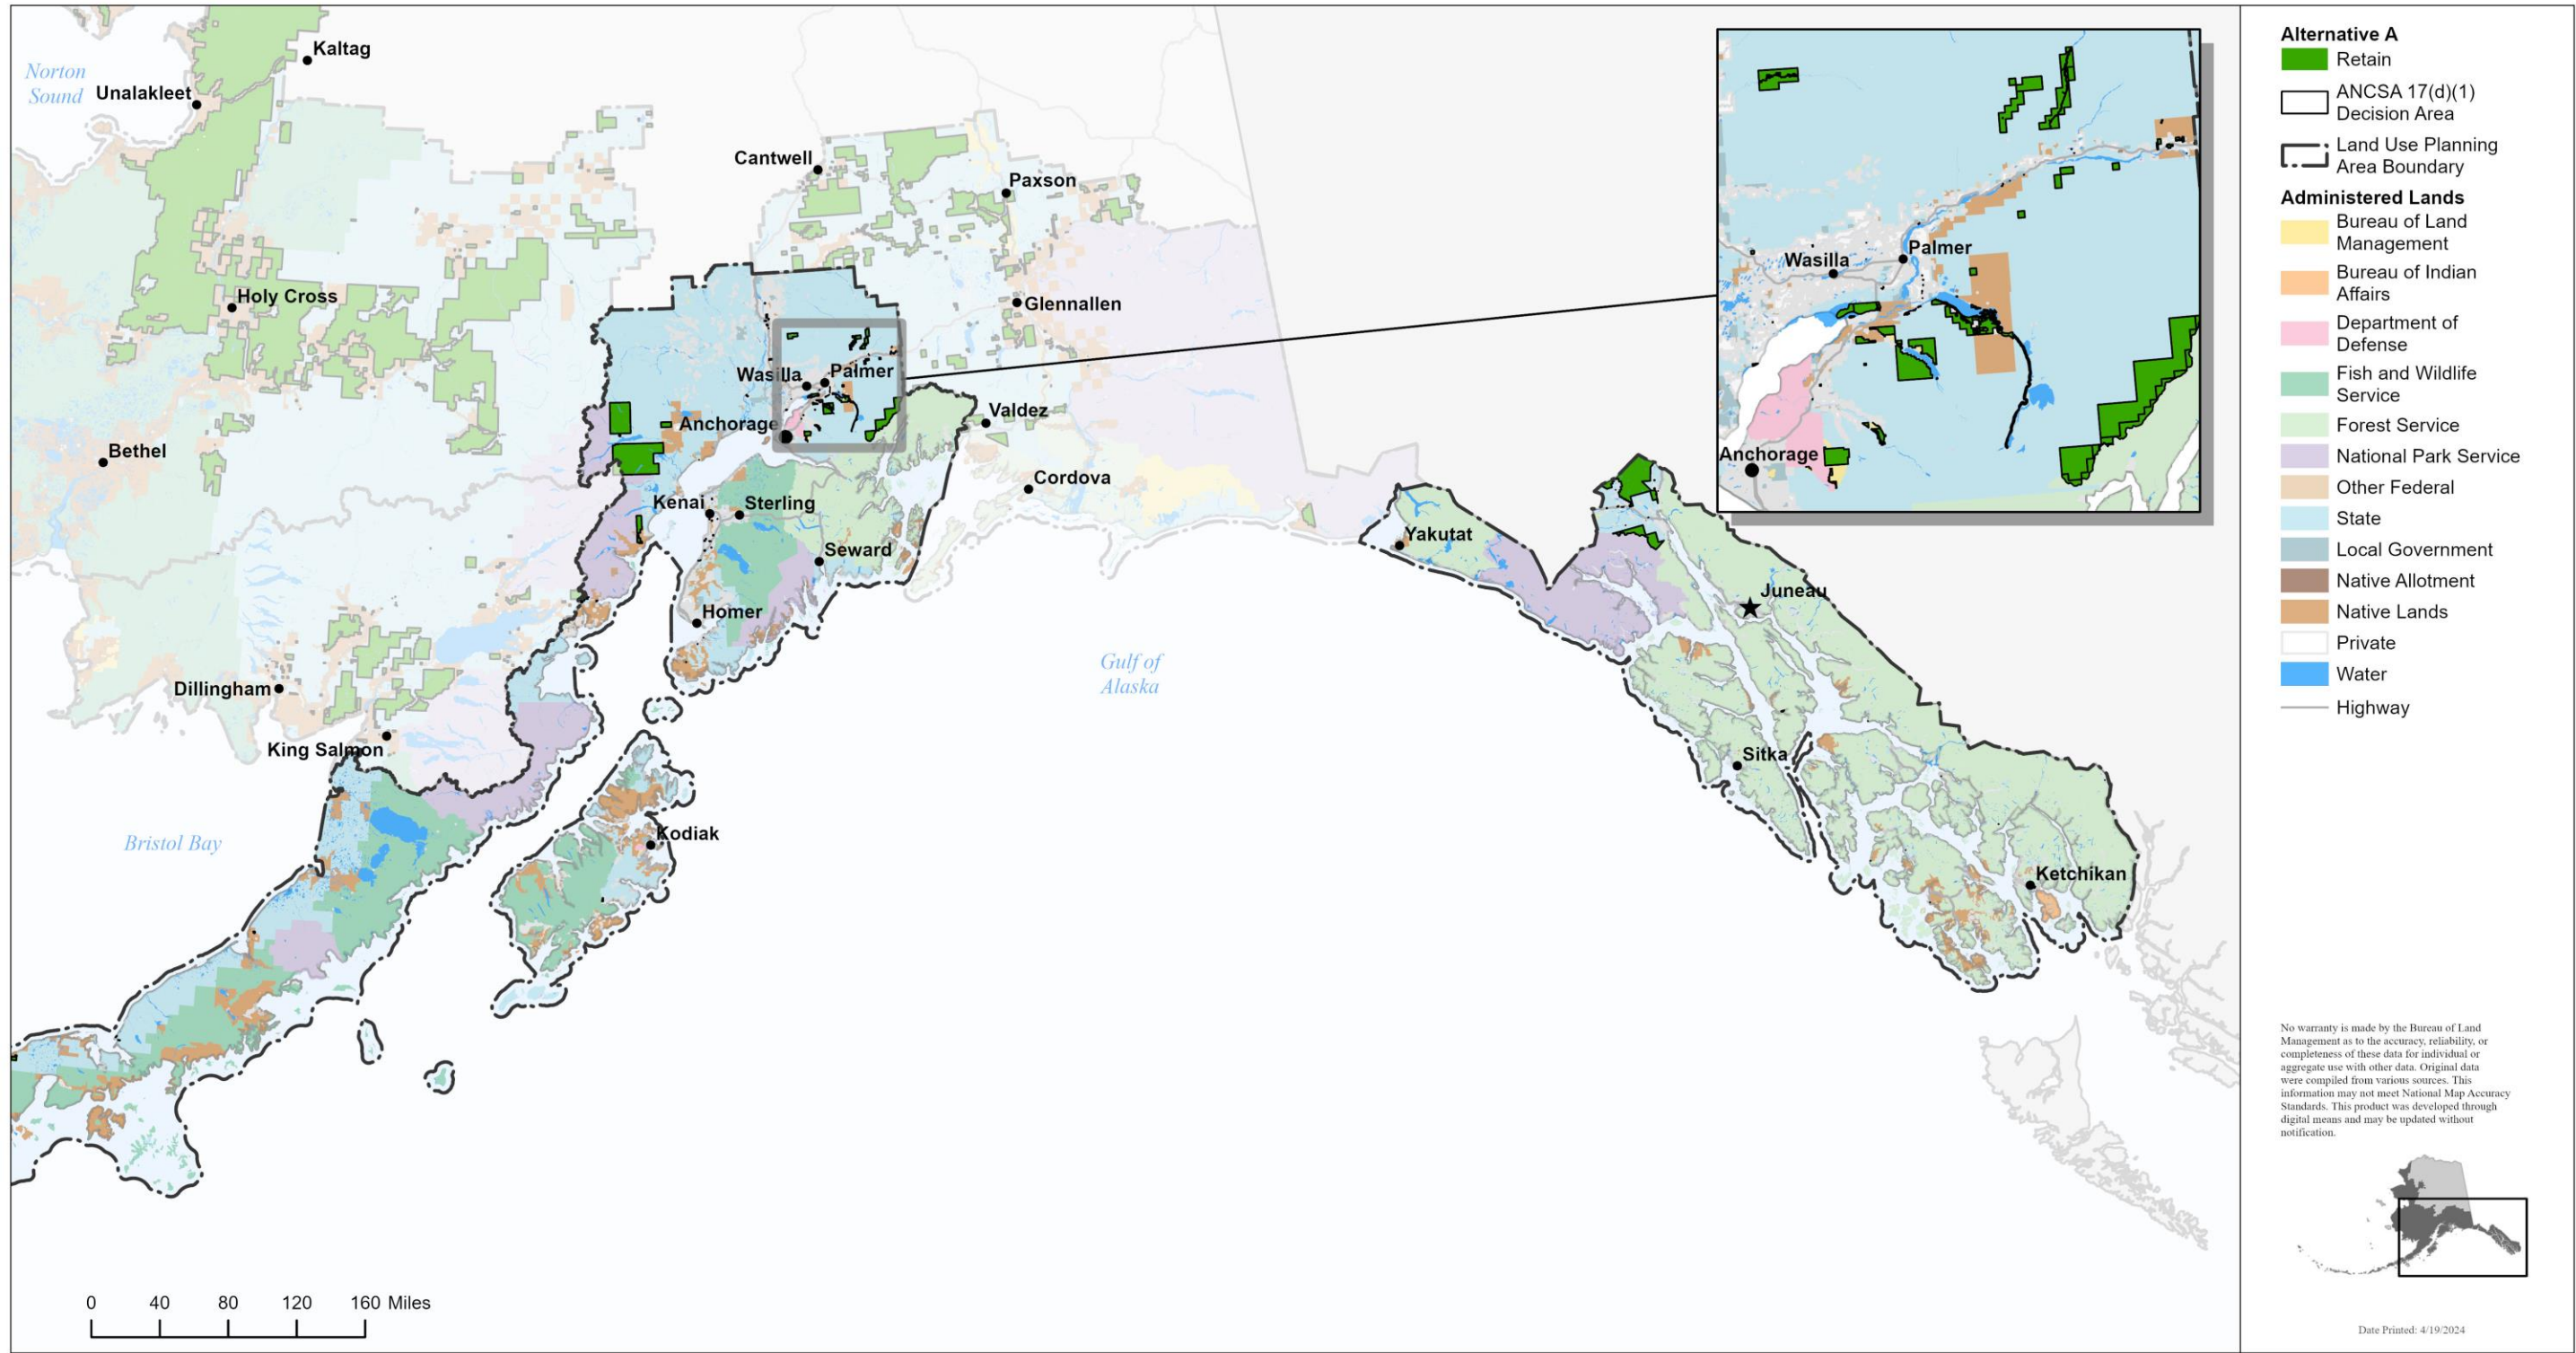 Kaltag
Norton
Sound
Unalakleet
Cantwell
Paxson
Holy Cross
Glennallen
Wasilla
Palmer
Anchorage
Valdez
Bethel
Cordova
Kenai
Sterling
Seward
Homer
Yakutat
Juneau
Gulf of
Alaska
Dillingham
King Salmon
Sitka
Bristol Bay
Kodiak
Ketchikan
0 40 80 120 160 Miles
Palmer
Wasilla
Anchorage
Alternative A
Retain
ANCSA 17(d)(1)
Decision Area
Land Use Planning
Area Boundary
Administered Lands
Bureau of Land
Management
Bureau of Indian
Affairs
Department of
Defense
Fish and Wildlife
Service
Forest Service
National Park Service
Other Federal
State
Local Government
Native Allotment
Native Lands
Private
Water
Highway
No warranty is made by the Bureau of Land
Management as to the accuracy, reliability, or
completeness of these data for individual or
aggregate use with other data. Original data
were compiled from various sources. This
information may not meet National Map Accuracy
Standards. This product was developed through
digital means and may be updated without
notification.
Date Printed: 4/19/2024